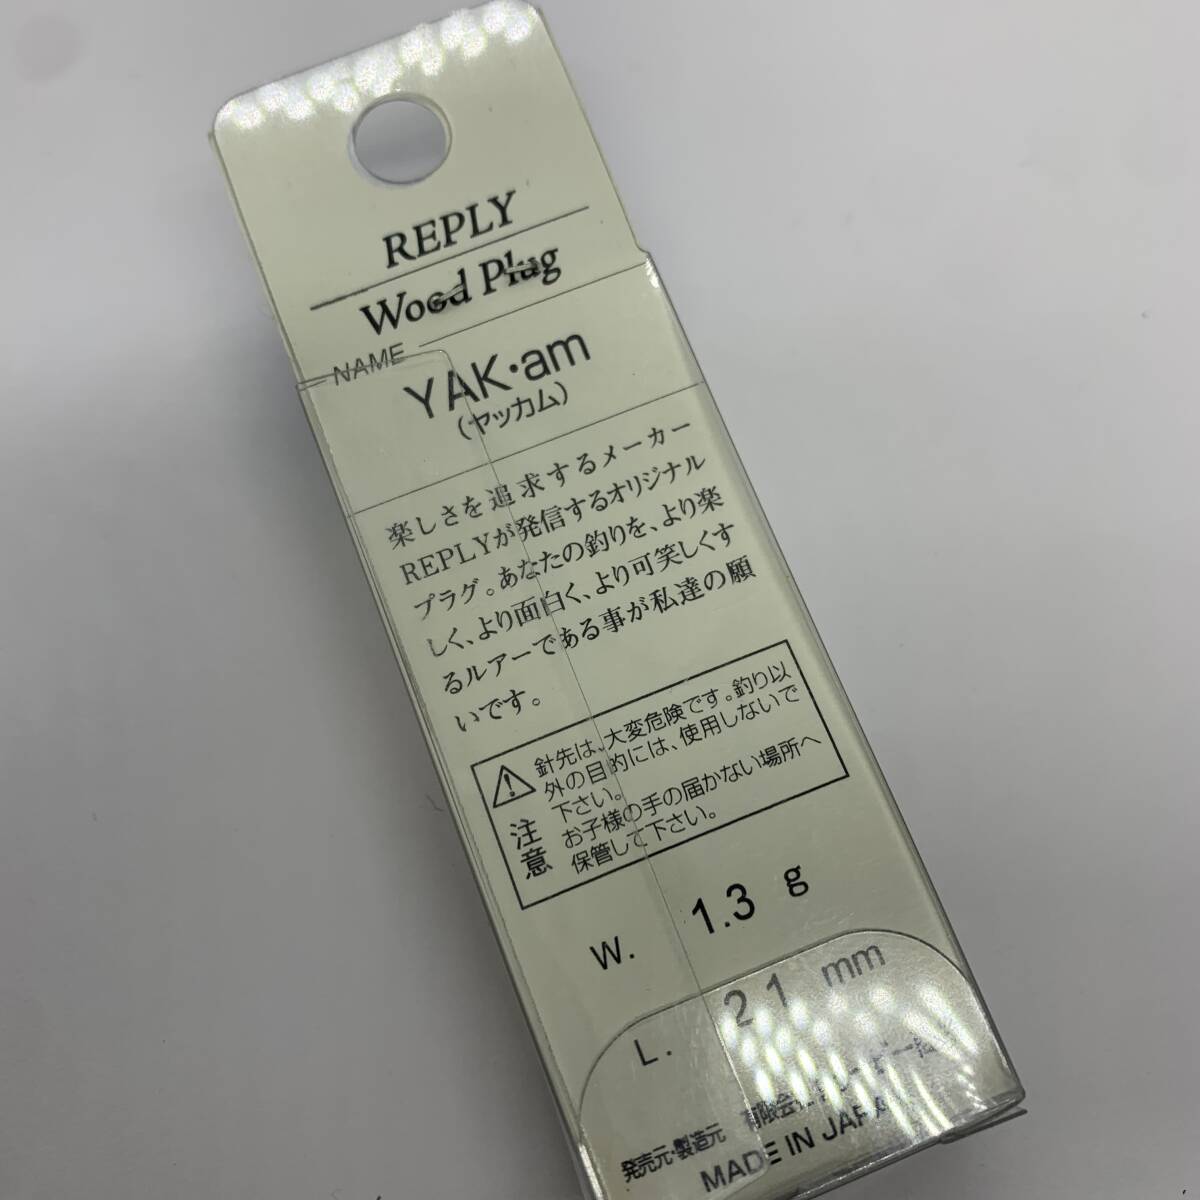 REPLY
Wood Plug
NAME
YAK・am
(ヤッカム)
楽しさを追求するメーカー
REPLYが発信するオリジナル
プラグ。あなたの釣りを、より楽
しく、より面白く、より可笑しくす
るルアーである事が私達の願
いです。
注意
針先は、大変危険です。釣り以
外の目的には、使用しないで
下さい。
お子様の手の届かない場所へ
保管して下さい。
W. 1.3 g
L. 21 mm
発売元・製造元 有限会社
MADE IN JAPAN